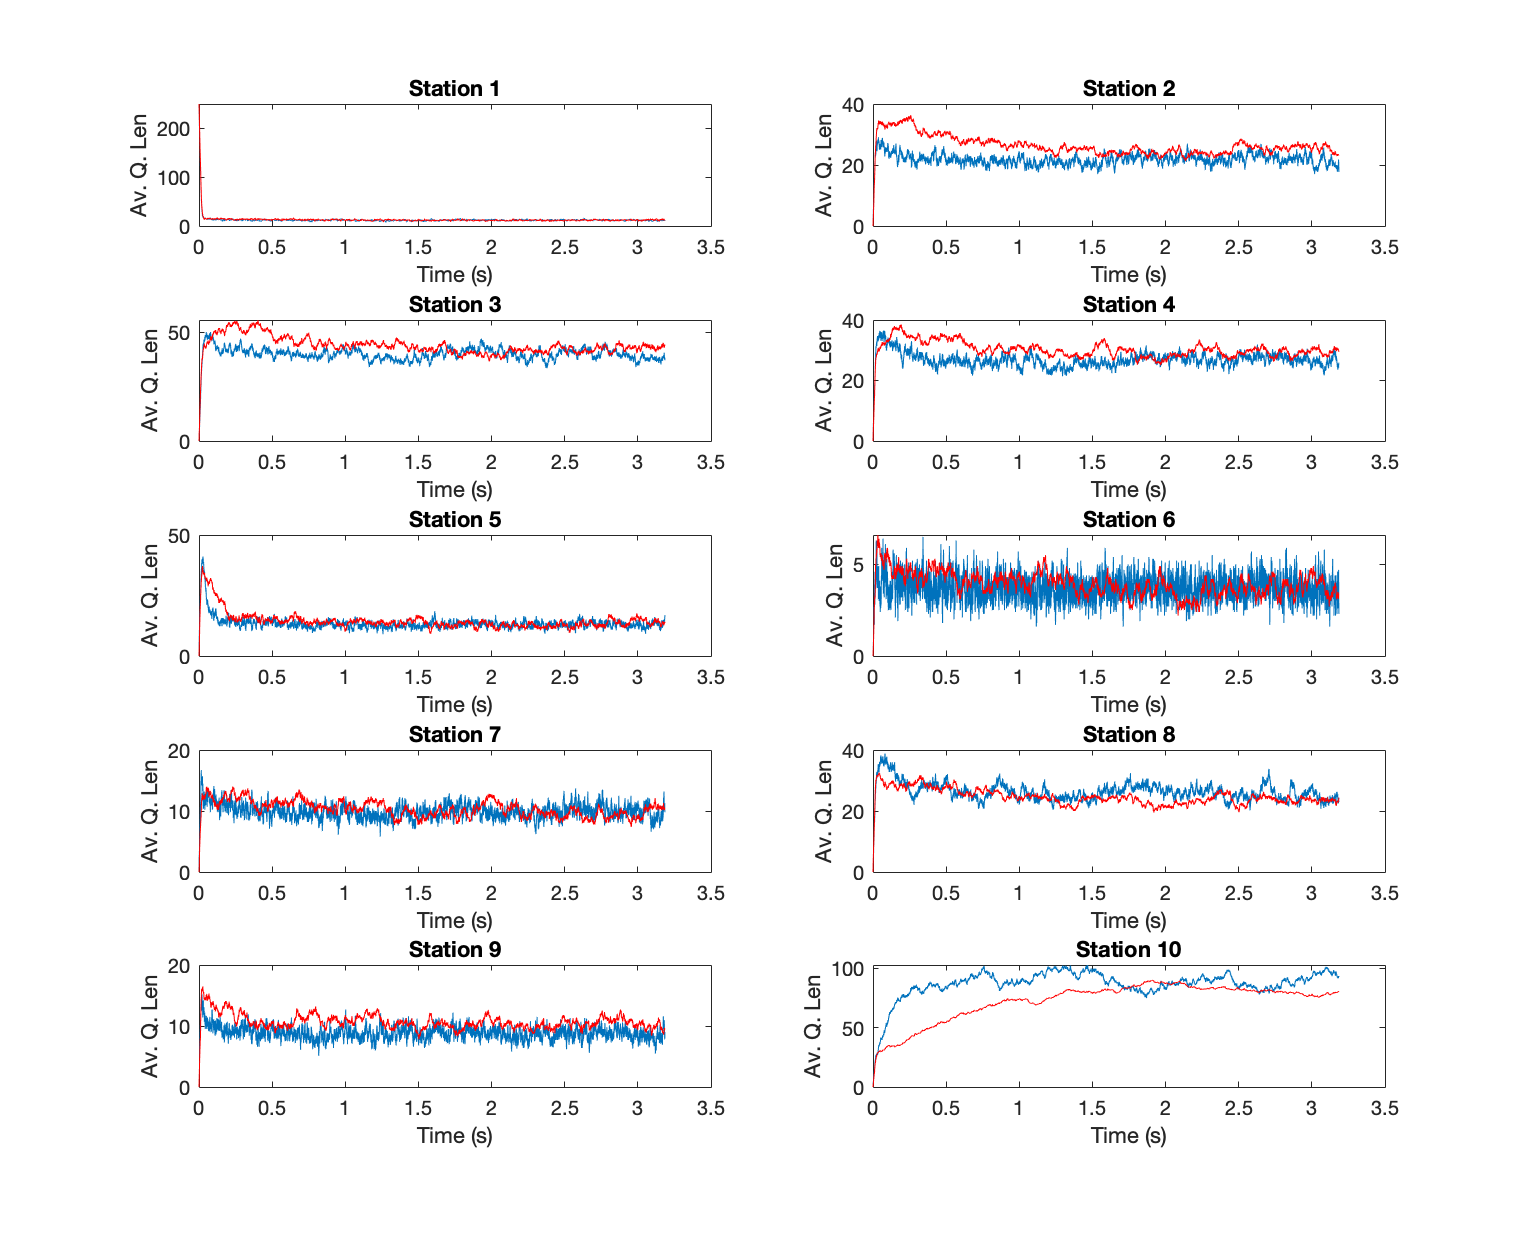 Station 1
Av. Q. Len
200
100
0
0 0.5 1 1.5 2 2.5 3 3.5
Time (s)
Station 2
Av. Q. Len
40
20
0
0 0.5 1 1.5 2 2.5 3 3.5
Time (s)
Station 3
Av. Q. Len
50
0
0 0.5 1 1.5 2 2.5 3 3.5
Time (s)
Station 4
Av. Q. Len
40
20
0
0 0.5 1 1.5 2 2.5 3 3.5
Time (s)
Station 5
Av. Q. Len
50
0
0 0.5 1 1.5 2 2.5 3 3.5
Time (s)
Station 6
Av. Q. Len
5
0
0 0.5 1 1.5 2 2.5 3 3.5
Time (s)
Station 7
Av. Q. Len
20
10
0
0 0.5 1 1.5 2 2.5 3 3.5
Time (s)
Station 8
Av. Q. Len
40
20
0
0 0.5 1 1.5 2 2.5 3 3.5
Time (s)
Station 9
Av. Q. Len
20
10
0
0 0.5 1 1.5 2 2.5 3 3.5
Time (s)
Station 10
Av. Q. Len
100
50
0
0 0.5 1 1.5 2 2.5 3 3.5
Time (s)